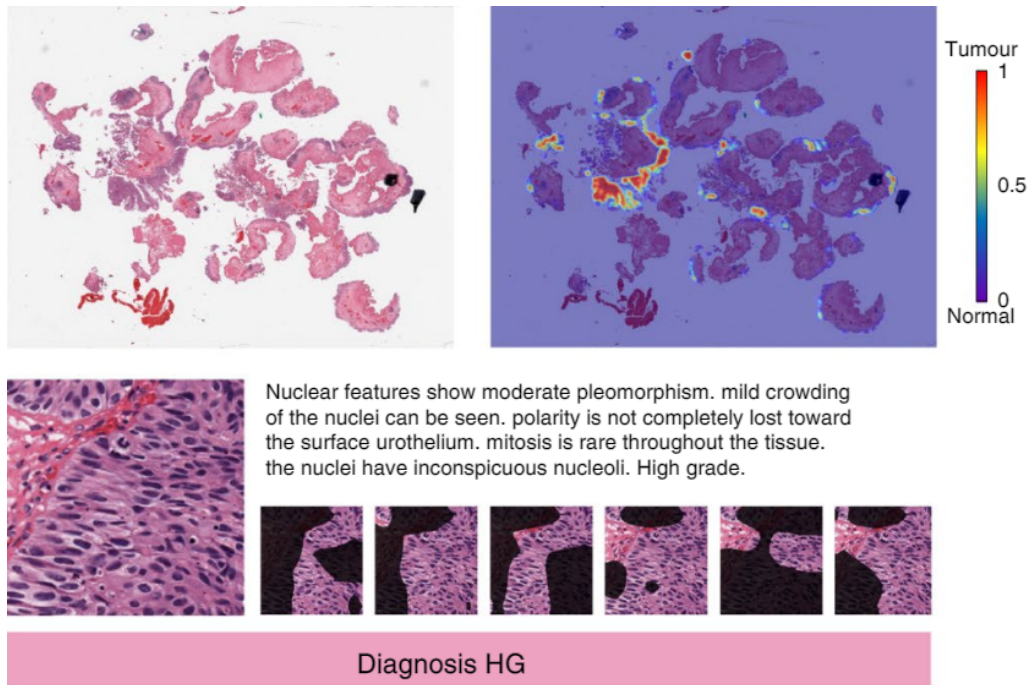 Tumour
1
0.5
0
Normal
Nuclear features show moderate pleomorphism. mild crowding
of the nuclei can be seen. polarity is not completely lost toward
the surface urothelium. mitosis is rare throughout the tissue.
the nuclei have inconspicuous nucleoli. High grade.
Diagnosis HG